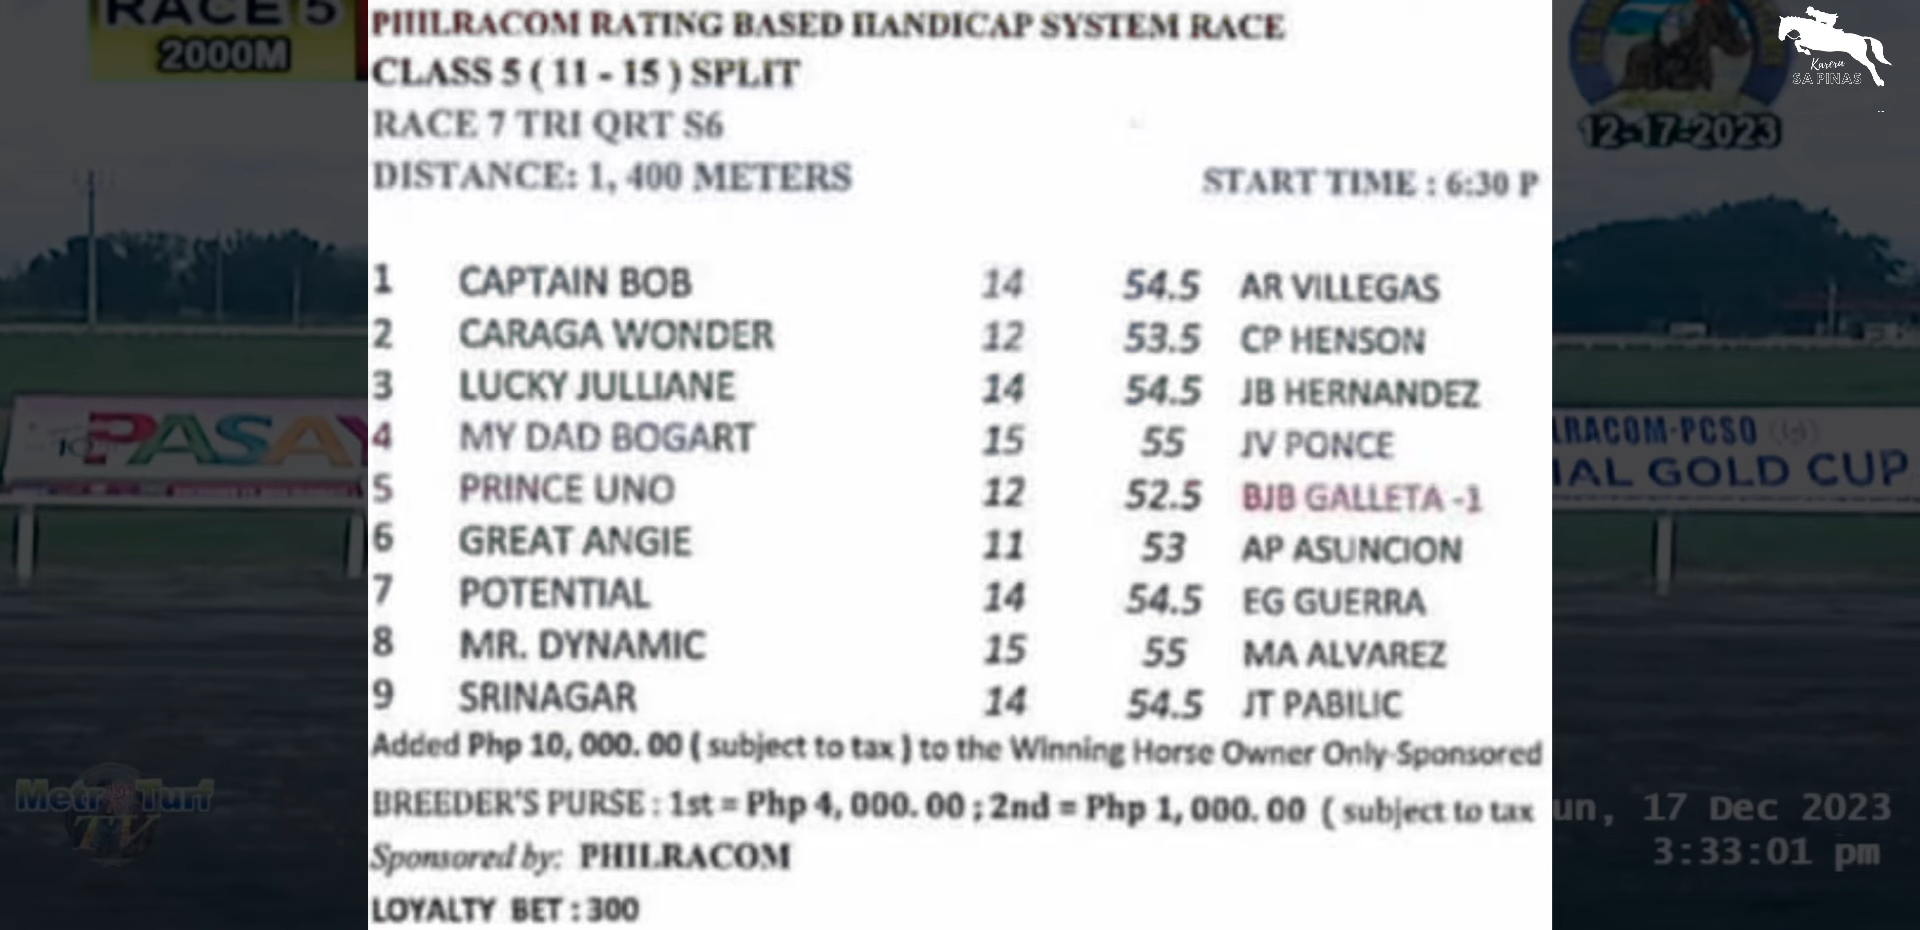 RACE 5
2000M
PHILRACOM RATING BASED HANDICAP SYSTEM RACE
CLASS 5 ( 11 - 15 ) SPLIT
RACE 7 TRI QRT S6
DISTANCE: 1, 400 METERS START TIME : 6:30 P
1 CAPTAIN BOB 14 54.5 AR VILLEGAS
2 CARAGA WONDER 12 53.5 CP HENSON
3 LUCKY JULLIANE 14 54.5 JB HERNANDEZ
4 MY DAD BOGART 15 55 JV PONCE
5 PRINCE UNO 12 52.5 BJB GALLETA -1
6 GREAT ANGIE 11 53 AP ASUNCION
7 POTENTIAL 14 54.5 EG GUERRA
8 MR. DYNAMIC 15 55 MA ALVAREZ
9 SRINAGAR 14 54.5 JT PABILIC
Added Php 10, 000. 00 ( subject to tax ) to the Winning Horse Owner Only-Sponsored
BREEDER'S PURSE : 1st = Php 4, 000. 00 ; 2nd = Php 1, 000. 00 ( subject to tax
Sponsored by: PHILRACOM
LOYALTY BET : 300
Karera
SA PINAS
12-17-2023
PASAY
LRACOM-PCSO
IAL GOLD CUP
MetroTurf
TV
un, 17 Dec 2023
3:33:01 pm